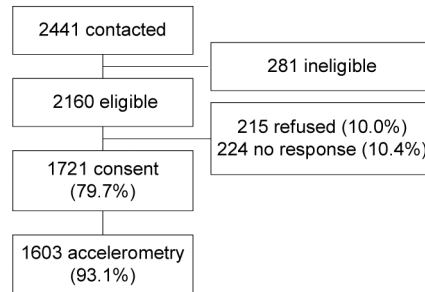 2441 contacted
281 ineligible
2160 eligible
215 refused (10.0%)
224 no response (10.4%)
1721 consent
(79.7%)
1603 accelerometry
(93.1%)